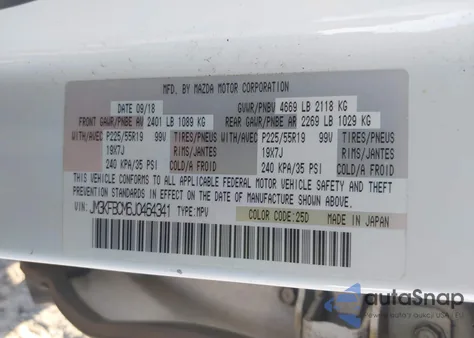 MFD. BY MAZDA MOTOR CORPORATION
DATE 09/18 GVWR/PNBV 4669 LB 2118 KG
FRONT GAWR/PNBE AV 2401 LB 1089 KG REAR GAWR/PNBE AR 2269 LB 1029 KG
WITH/AVEC P225/55R19 99V TIRES/PNEUS WITH/AVEC P225/55R19 99V TIRES/PNEUS
19X7J RIMS/JANTES 19X7J RIMS/JANTES
240 KPA/35 PSI COLD/A FROID 240 KPA/35 PSI COLD/A FROID
THIS VEHICLE CONFORMS TO ALL APPLICABLE FEDERAL MOTOR VEHICLE SAFETY AND THEFT
PREVENTION STANDARDS IN EFFECT ON THE DATE OF MANUFACTURE SHOWN ABOVE.
VIN: JM3KFBCM6J0464341 TYPE:MPV COLOR CODE:25D MADE IN JAPAN
autoSnap